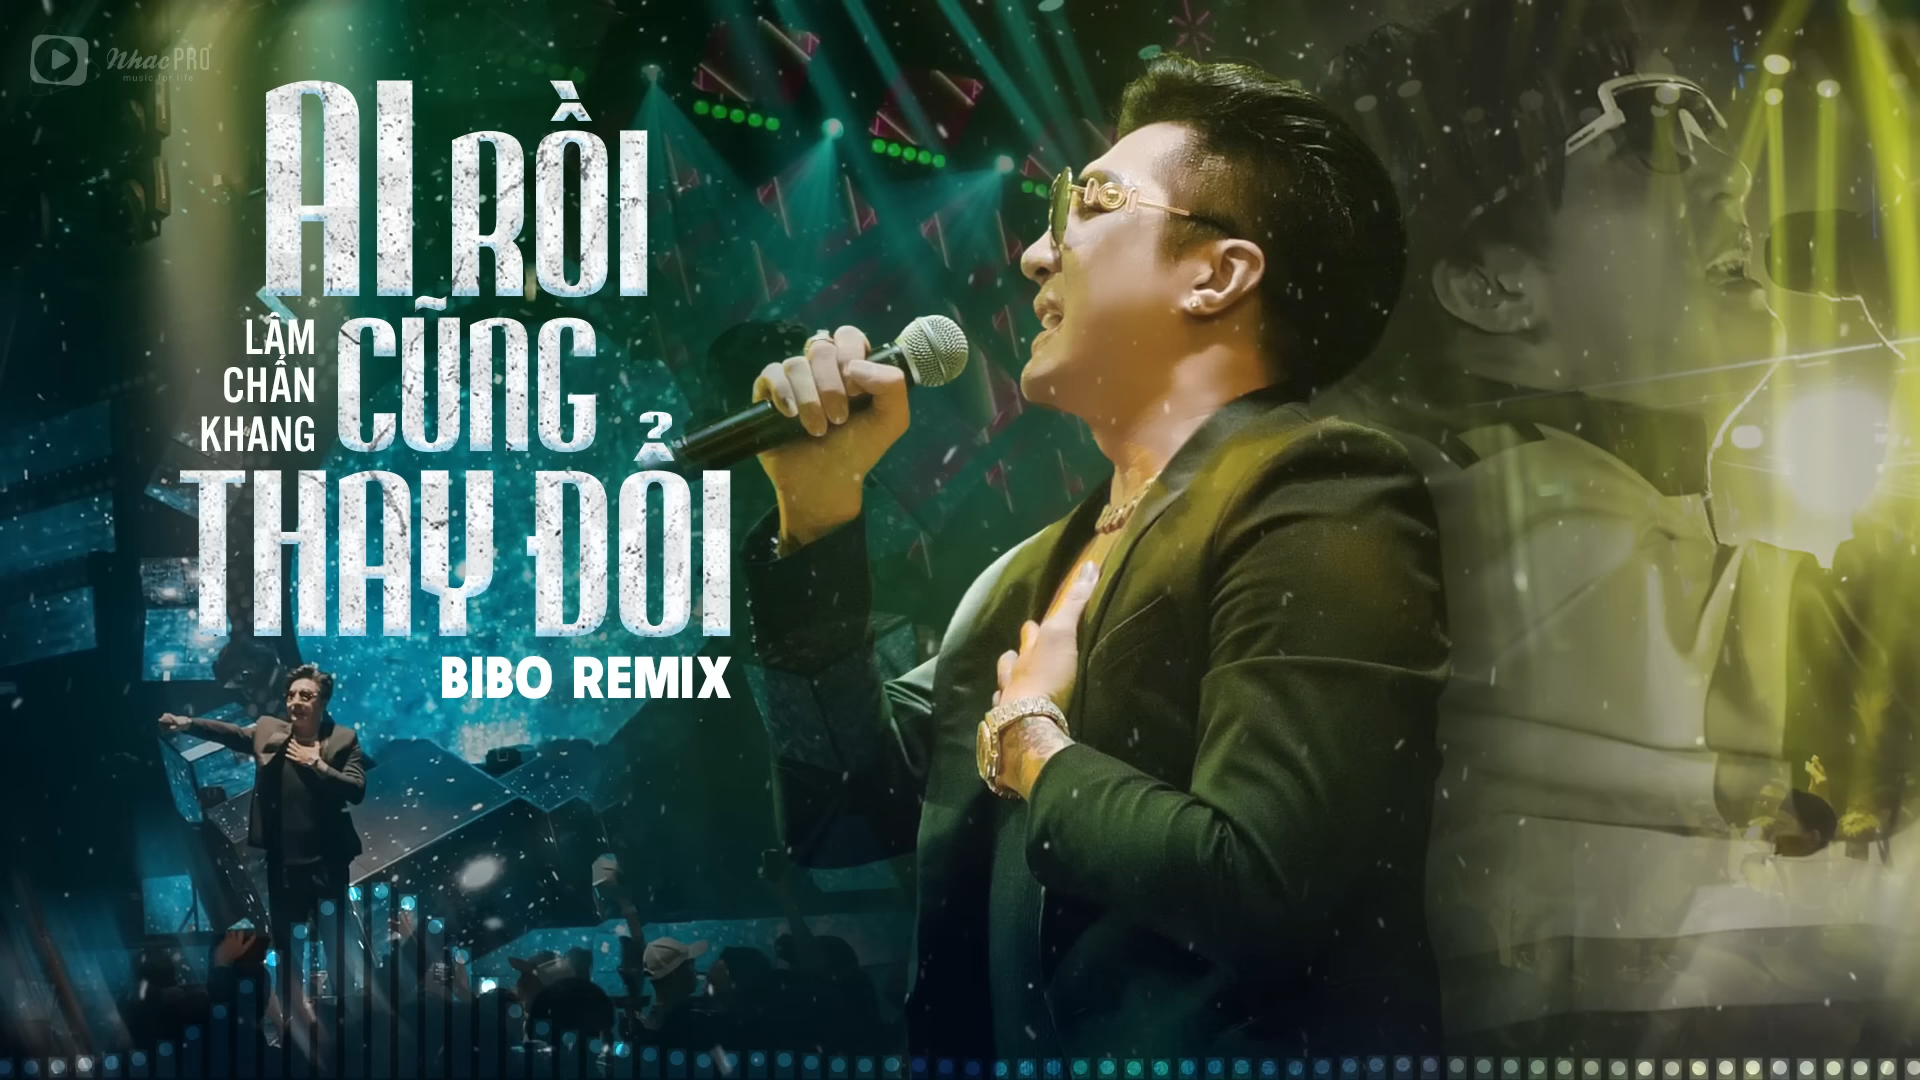 NhacPRO
music for life
AI RỒI
LÂM
CHẤN
KHANG
CŨNG
THAY ĐỔI
BIBO REMIX